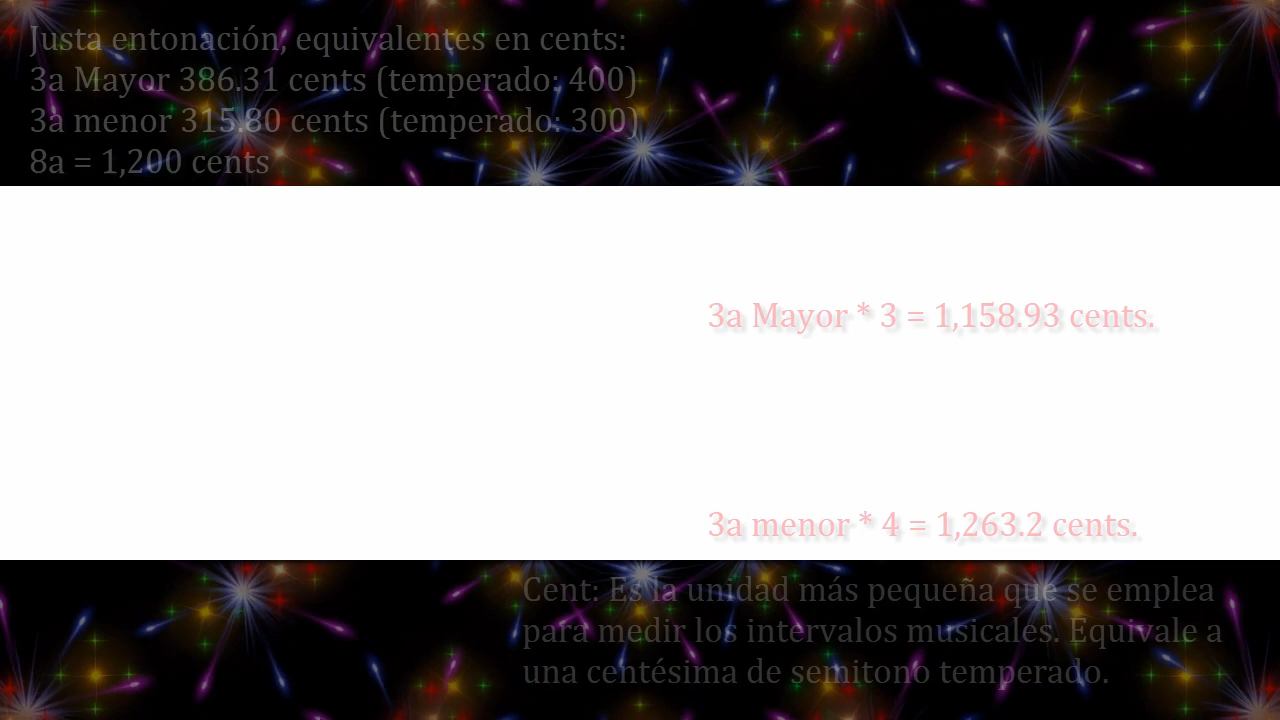 Justa entonación, equivalentes en cents:
3a Mayor 386.31 cents (temperado: 400)
3a menor 315.80 cents (temperado: 300)
8a = 1,200 cents
3a Mayor * 3 = 1,158.93 cents.
3a menor * 4 = 1,263.2 cents.
Cent: Es la unidad más pequeña que se emplea
para medir los intervalos musicales. Equivale a
una centésima de semitono temperado.